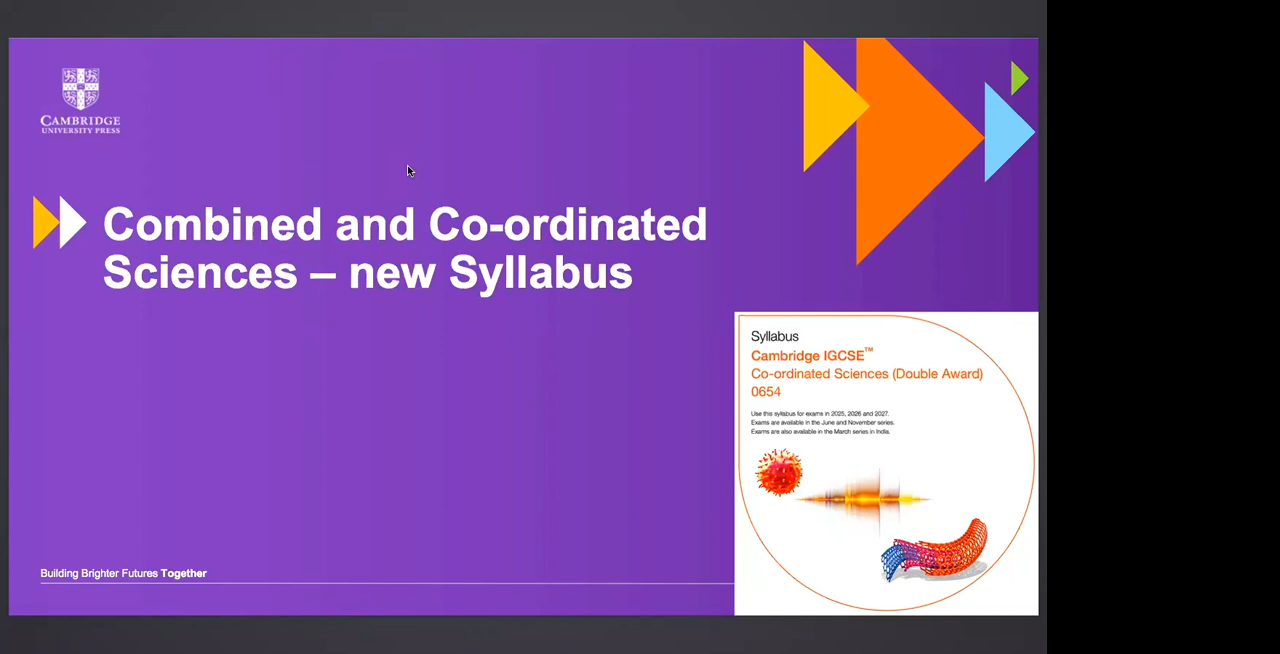 CAMBRIDGE
UNIVERSITY PRESS
Combined and Co-ordinated
Sciences – new Syllabus
Syllabus
Cambridge IGCSE™
Co-ordinated Sciences (Double Award)
0654
Use this syllabus for exams in 2025, 2026 and 2027.
Exams are available in the June and November series.
Exams are also available in the March series in India.
Building Brighter Futures Together